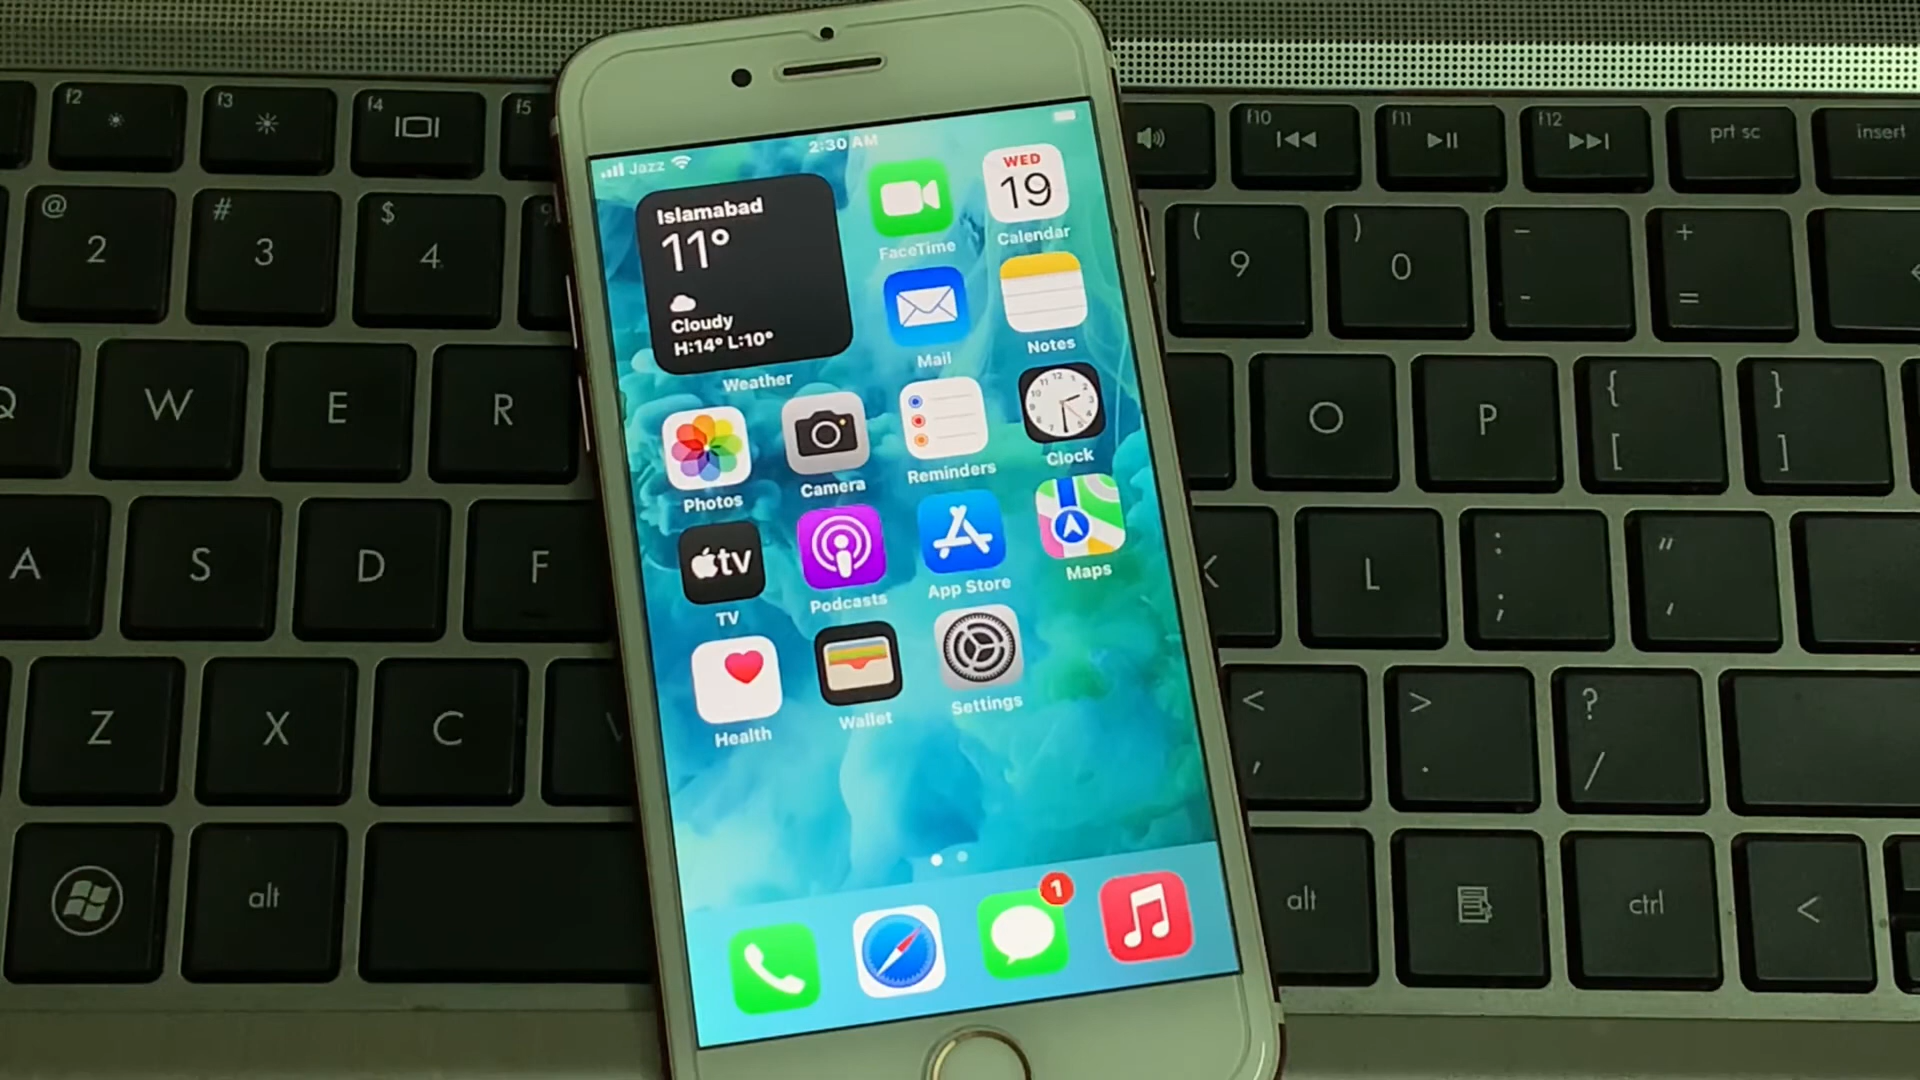 f2
f3
f4
f5
f10
f11
f12
prt sc
insert
@
2
#
3
$
4
(
9
)
0
-
+
=
W
E
R
O
P
{
[
}
]
A
S
D
F
L
:
;
"
'
Z
X
C
<
,
>
.
?
/
alt
alt
ctrl
<
Jazz
2:30 AM
Islamabad
11°
Cloudy
H:14° L:10°
Weather
FaceTime
WED
19
Calendar
Mail
Notes
Photos
Camera
Reminders
Clock
tv
TV
Podcasts
App Store
Maps
Health
Wallet
Settings
1